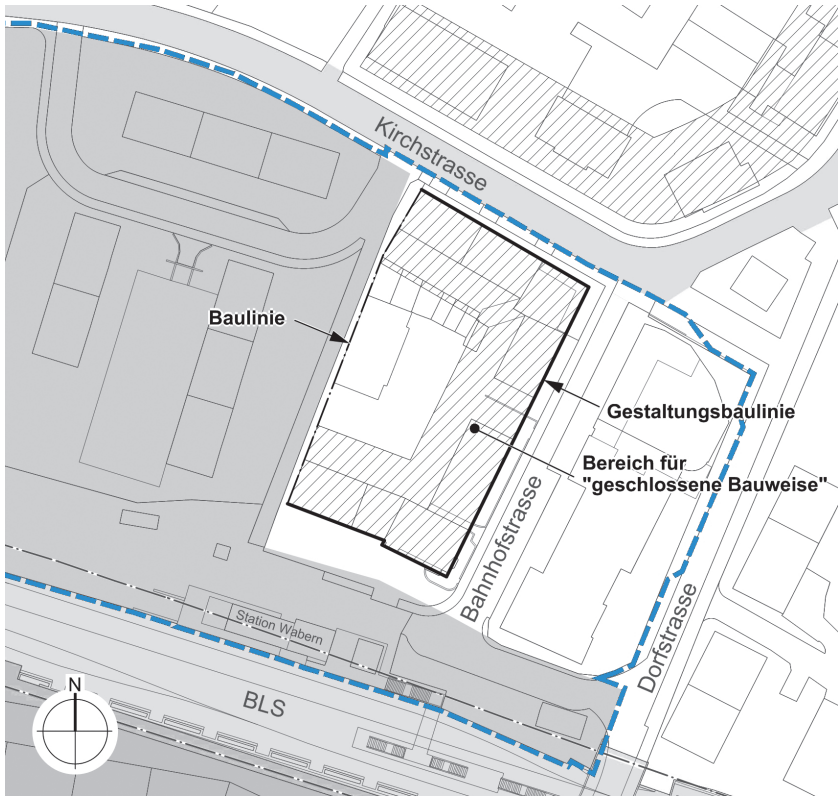 Kirchstrasse
Baulinie
Gestaltungsbaulinie
Bereich für
"geschlossene Bauweise"
Bahnhofstrasse
Dorfstrasse
Station Wabern
BLS
N